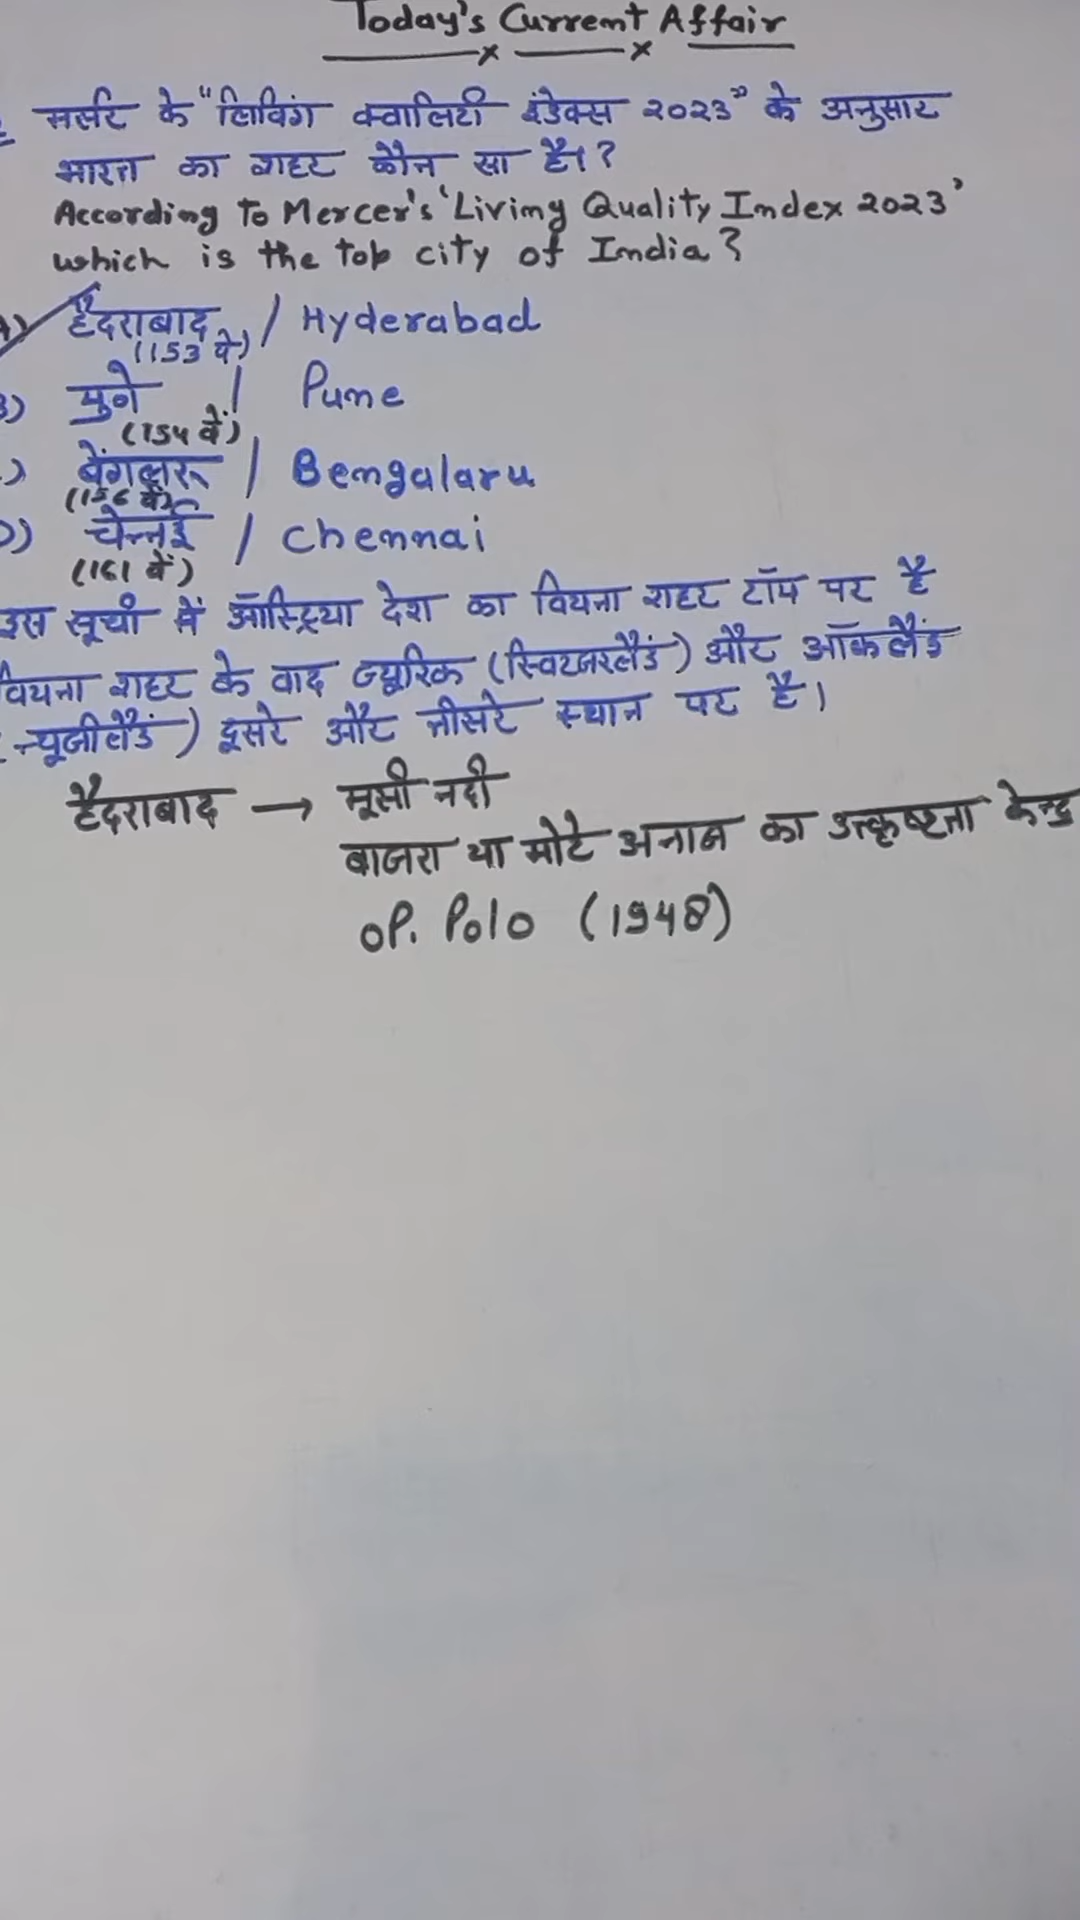 Today's Current Affair
मर्सर के "लिविंग क्वालिटी इंडेक्स 2023" के अनुसार
भारत का शहर कौन सा है?
According To Mercer's 'Living Quality Index 2023'
which is the top city of India?
A) हैदराबाद / Hyderabad
(153 वे)
B) पुणे / Pune
(154 वें)
C) बेंगलुरू / Bengalaru
(156 वें)
D) चेन्नई / Chennai
(161 वें)
इस सूची में ऑस्ट्रिया देश का वियना शहर टॉप पर है
वियना शहर के बाद ज्यूरिक (स्विटजरलैंड) और ऑकलैंड
(न्यूजीलैंड) दूसरे और तीसरे स्थान पर है।
हैदराबाद → मूसी नदी
बाजरा या मोटे अनाज का उत्कृष्टता केन्द्र
OP. Polo (1948)